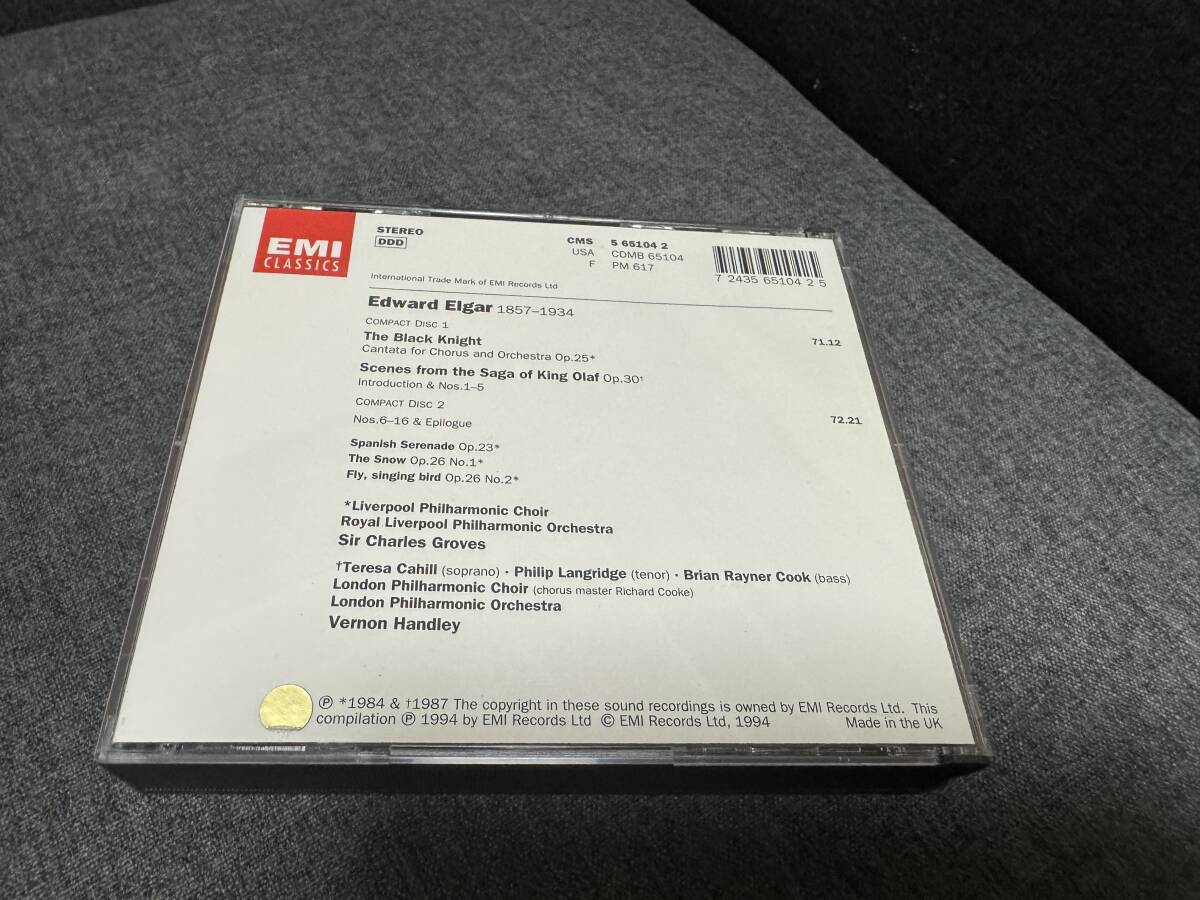 EMI
CLASSICS
STEREO
DDD
CMS 5 65104 2
USA CDMB 65104
F PM 617
7 24356 51042 5
International Trade Mark of EMI Records Ltd
Edward Elgar 1857–1934
COMPACT DISC 1
The Black Knight 71.12
Cantata for Chorus and Orchestra Op.25*
Scenes from the Saga of King Olaf Op.30†
Introduction & Nos.1–5
COMPACT DISC 2
Nos.6–16 & Epilogue 72.21
Spanish Serenade Op.23*
The Snow Op.26 No.1*
Fly, singing bird Op.26 No.2*
*Liverpool Philharmonic Choir
Royal Liverpool Philharmonic Orchestra
Sir Charles Groves
†Teresa Cahill (soprano) · Philip Langridge (tenor) · Brian Rayner Cook (bass)
London Philharmonic Choir (chorus master Richard Cooke)
London Philharmonic Orchestra
Vernon Handley
℗ *1984 & †1987 The copyright in these sound recordings is owned by EMI Records Ltd. This
compilation ℗ 1994 by EMI Records Ltd © EMI Records Ltd, 1994 Made in the UK